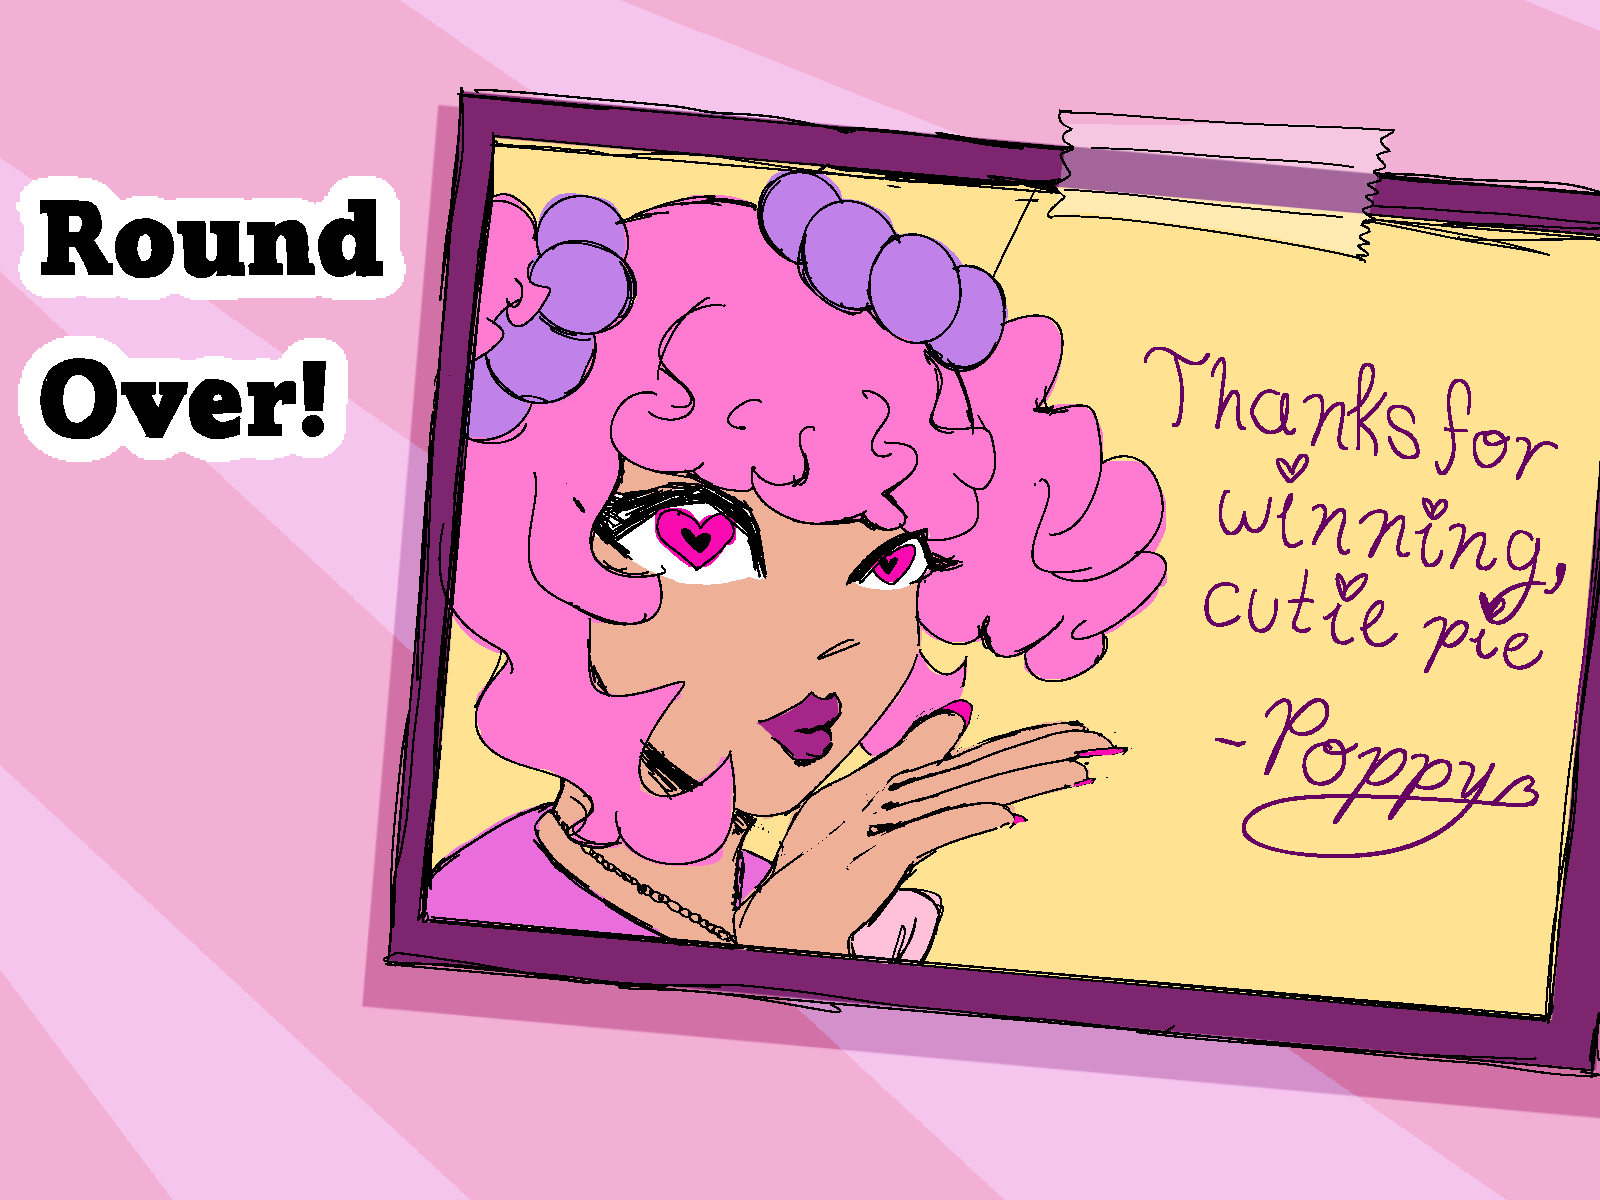 Round
Over!
Thanks for
winning,
cutie pie
-Poppy